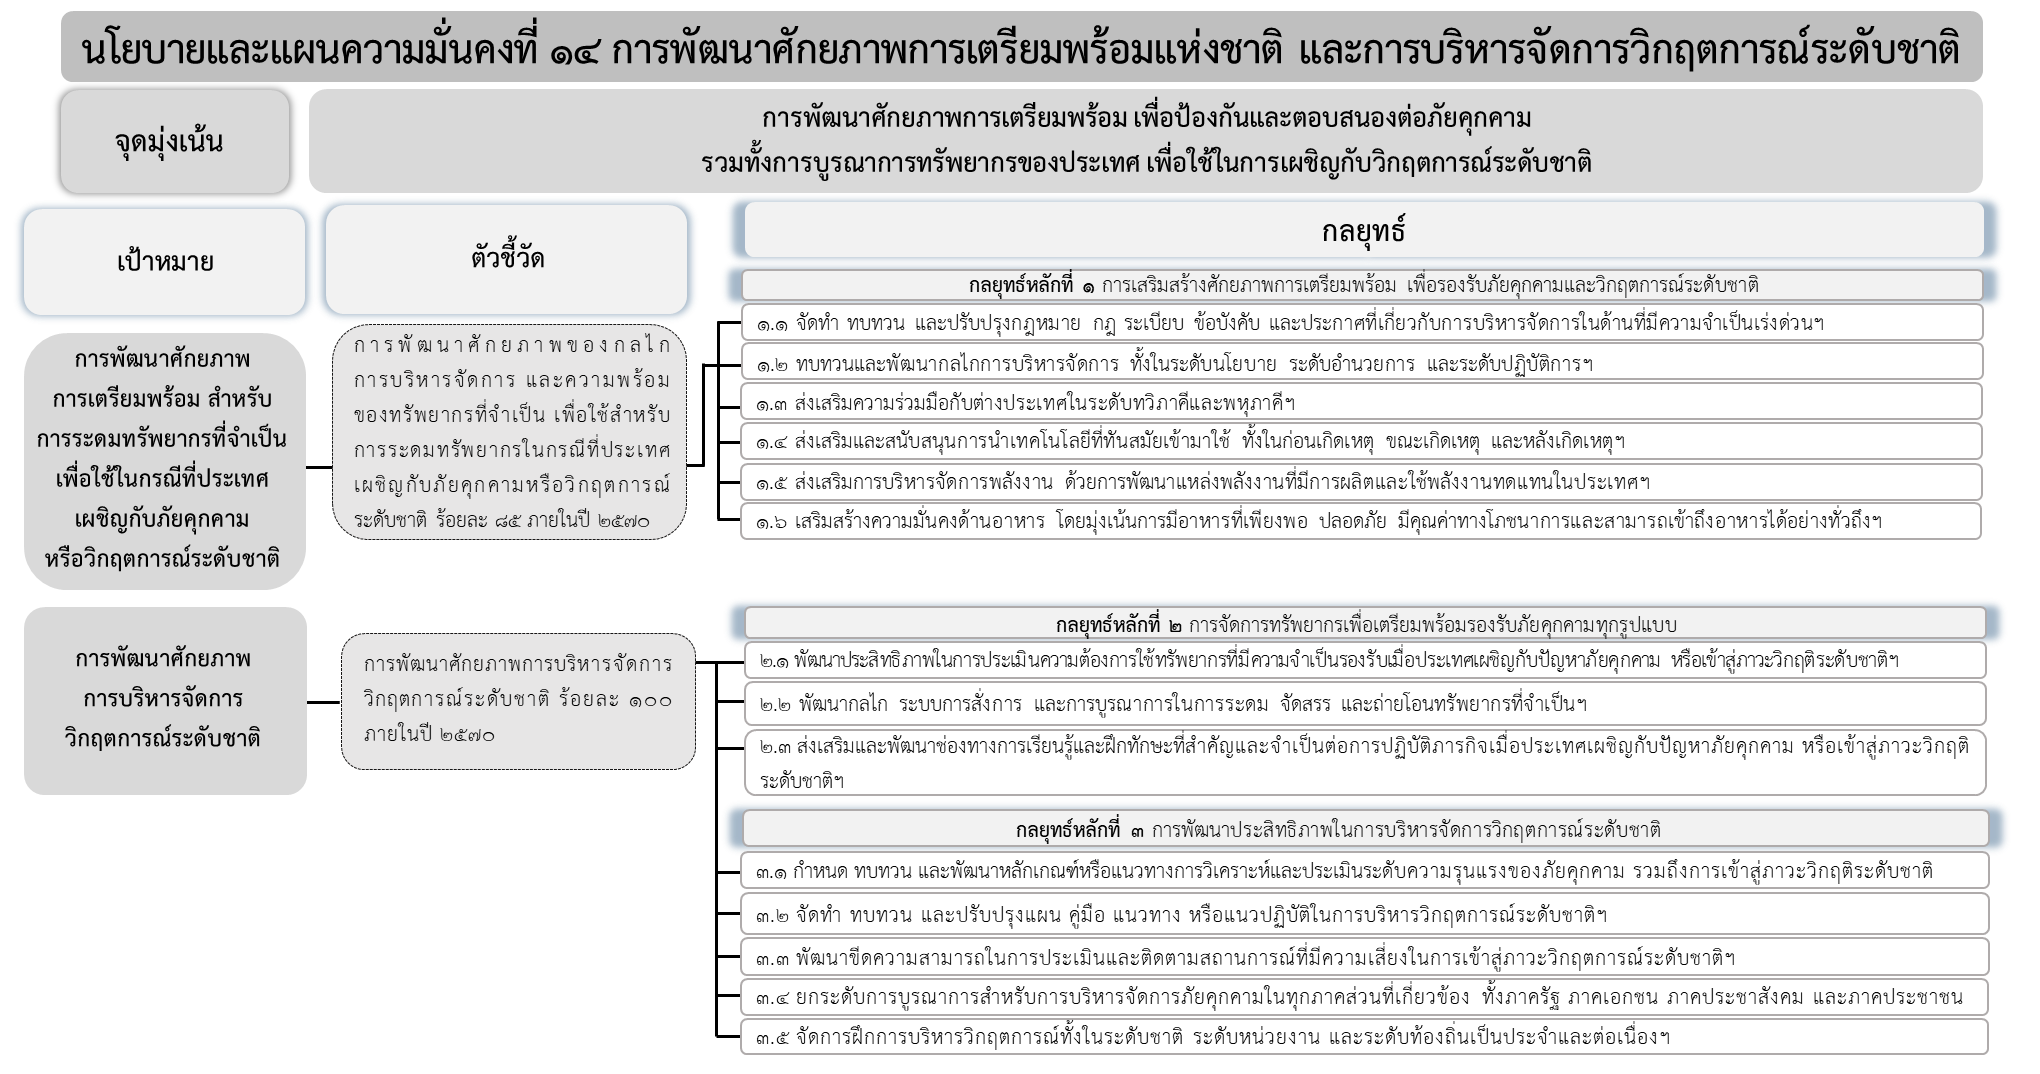 นโยบายและแผนความมั่นคงที่ ๑๔ การพัฒนาศักยภาพการเตรียมพร้อมแห่งชาติ และการบริหารจัดการวิกฤตการณ์ระดับชาติ
จุดมุ่งเน้น
การพัฒนาศักยภาพการเตรียมพร้อม เพื่อป้องกันและตอบสนองต่อภัยคุกคาม
รวมทั้งการบูรณาการทรัพยากรของประเทศ เพื่อใช้ในการเผชิญกับวิกฤตการณ์ระดับชาติ
เป้าหมาย
ตัวชี้วัด
กลยุทธ์
การพัฒนาศักยภาพ
การเตรียมพร้อม สำหรับ
การระดมทรัพยากรที่จำเป็น
เพื่อใช้ในกรณีที่ประเทศ
เผชิญกับภัยคุกคาม
หรือวิกฤตการณ์ระดับชาติ
การพัฒนาศักยภาพของกลไก
การบริหารจัดการ และความพร้อม
ของทรัพยากรที่จำเป็น เพื่อใช้สำหรับ
การระดมทรัพยากรในกรณีที่ประเทศ
เผชิญกับภัยคุกคามหรือวิกฤตการณ์
ระดับชาติ ร้อยละ ๘๕ ภายในปี ๒๕๗๐
กลยุทธ์หลักที่ ๑ การเสริมสร้างศักยภาพการเตรียมพร้อม เพื่อรองรับภัยคุกคามและวิกฤตการณ์ระดับชาติ
๑.๑ จัดทำ ทบทวน และปรับปรุงกฎหมาย กฎ ระเบียบ ข้อบังคับ และประกาศที่เกี่ยวกับการบริหารจัดการในด้านที่มีความจำเป็นเร่งด่วนฯ
๑.๒ ทบทวนและพัฒนากลไกการบริหารจัดการ ทั้งในระดับนโยบาย ระดับอำนวยการ และระดับปฏิบัติการฯ
๑.๓ ส่งเสริมความร่วมมือกับต่างประเทศในระดับทวิภาคีและพหุภาคีฯ
๑.๔ ส่งเสริมและสนับสนุนการนำเทคโนโลยีที่ทันสมัยเข้ามาใช้ ทั้งในก่อนเกิดเหตุ ขณะเกิดเหตุ และหลังเกิดเหตุฯ
๑.๕ ส่งเสริมการบริหารจัดการพลังงาน ด้วยการพัฒนาแหล่งพลังงานที่มีการผลิตและใช้พลังงานทดแทนในประเทศฯ
๑.๖ เสริมสร้างความมั่นคงด้านอาหาร โดยมุ่งเน้นการมีอาหารที่เพียงพอ ปลอดภัย มีคุณค่าทางโภชนาการและสามารถเข้าถึงอาหารได้อย่างทั่วถึงฯ
การพัฒนาศักยภาพ
การบริหารจัดการ
วิกฤตการณ์ระดับชาติ
การพัฒนาศักยภาพการบริหารจัดการ
วิกฤตการณ์ระดับชาติ ร้อยละ ๑๐๐
ภายในปี ๒๕๗๐
กลยุทธ์หลักที่ ๒ การจัดการทรัพยากรเพื่อเตรียมพร้อมรองรับภัยคุกคามทุกรูปแบบ
๒.๑ พัฒนาประสิทธิภาพในการประเมินความต้องการใช้ทรัพยากรที่มีความจำเป็นรองรับเมื่อประเทศเผชิญกับปัญหาภัยคุกคาม หรือเข้าสู่ภาวะวิกฤติระดับชาติฯ
๒.๒ พัฒนากลไก ระบบการสั่งการ และการบูรณาการในการระดม จัดสรร และถ่ายโอนทรัพยากรที่จำเป็นฯ
๒.๓ ส่งเสริมและพัฒนาช่องทางการเรียนรู้และฝึกทักษะที่สำคัญและจำเป็นต่อการปฏิบัติภารกิจเมื่อประเทศเผชิญกับปัญหาภัยคุกคาม หรือเข้าสู่ภาวะวิกฤติ
ระดับชาติฯ
กลยุทธ์หลักที่ ๓ การพัฒนาประสิทธิภาพในการบริหารจัดการวิกฤตการณ์ระดับชาติ
๓.๑ กำหนด ทบทวน และพัฒนาหลักเกณฑ์หรือแนวทางการวิเคราะห์และประเมินระดับความรุนแรงของภัยคุกคาม รวมถึงการเข้าสู่ภาวะวิกฤติระดับชาติ
๓.๒ จัดทำ ทบทวน และปรับปรุงแผน คู่มือ แนวทาง หรือแนวปฏิบัติในการบริหารวิกฤตการณ์ระดับชาติฯ
๓.๓ พัฒนาขีดความสามารถในการประเมินและติดตามสถานการณ์ที่มีความเสี่ยงในการเข้าสู่ภาวะวิกฤตการณ์ระดับชาติฯ
๓.๔ ยกระดับการบูรณาการสำหรับการบริหารจัดการภัยคุกคามในทุกภาคส่วนที่เกี่ยวข้อง ทั้งภาครัฐ ภาคเอกชน ภาคประชาสังคม และภาคประชาชน
๓.๕ จัดการฝึกการบริหารวิกฤตการณ์ทั้งในระดับชาติ ระดับหน่วยงาน และระดับท้องถิ่นเป็นประจำและต่อเนื่องฯ